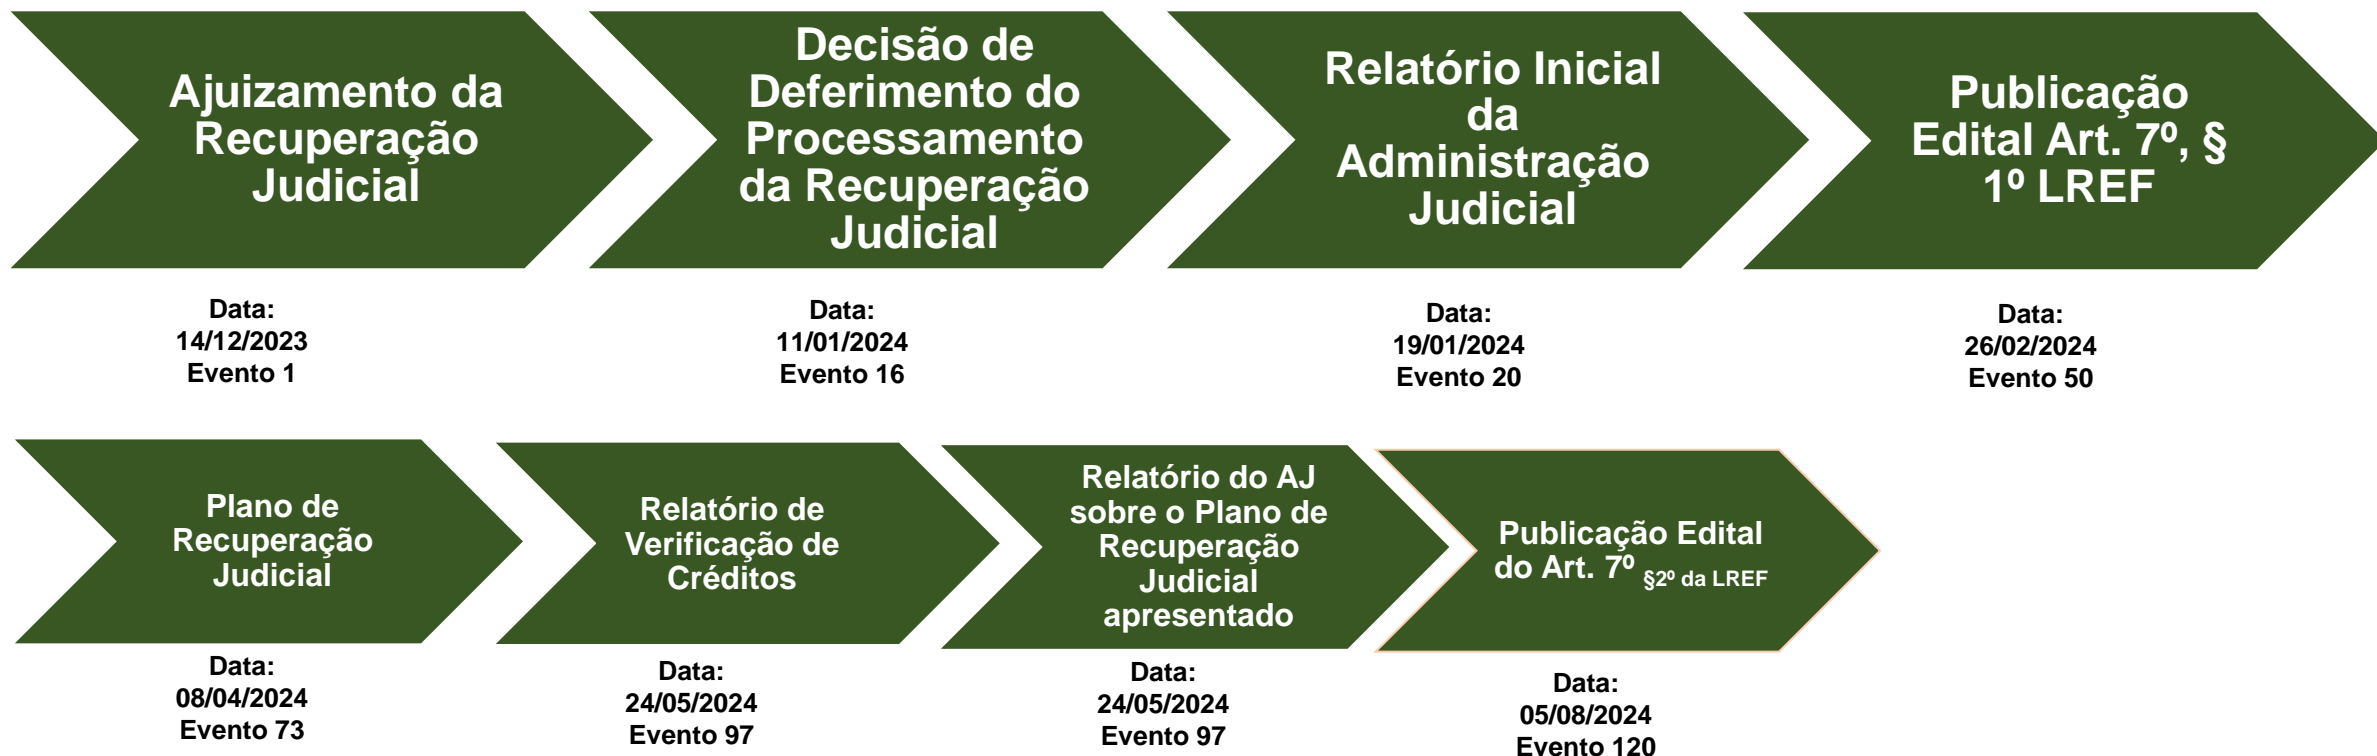 Ajuizamento da
Recuperação
Judicial
Data:
14/12/2023
Evento 1
Decisão de
Deferimento do
Processamento
da Recuperação
Judicial
Data:
11/01/2024
Evento 16
Relatório Inicial
da
Administração
Judicial
Data:
19/01/2024
Evento 20
Publicação
Edital Art. 7º, §
1º LREF
Data:
26/02/2024
Evento 50
Plano de
Recuperação
Judicial
Data:
08/04/2024
Evento 73
Relatório de
Verificação de
Créditos
Data:
24/05/2024
Evento 97
Relatório do AJ
sobre o Plano de
Recuperação
Judicial
apresentado
Data:
24/05/2024
Evento 97
Publicação Edital
do Art. 7º §2º da LREF
Data:
05/08/2024
Evento 120